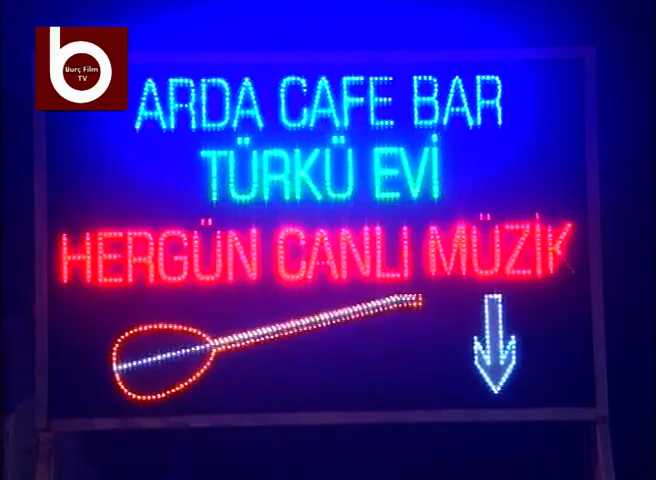 Burç Film
TV
ARDA CAFE BAR
TÜRKÜ EVİ
HERGÜN CANLI MÜZİK